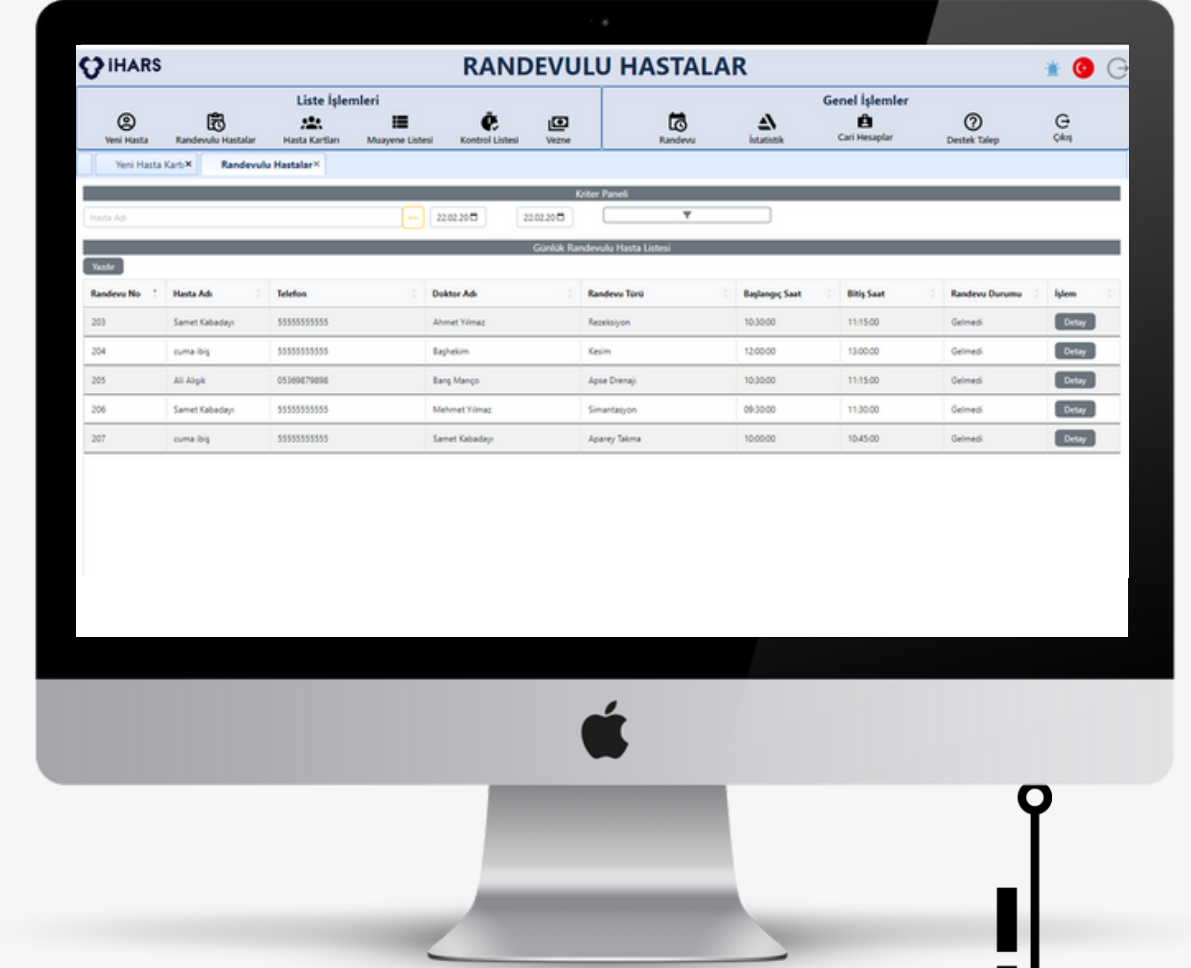 IHARS
RANDEVULU HASTALAR
Liste İşlemleri
Genel İşlemler
Yeni Hasta Randevulu Hastalar Hasta Kartları Muayene Listesi Kontrol Listesi Vezne Randevu İstatistik Cari Hesaplar Destek Talep Çıkış
Yeni Hasta Kartı× Randevulu Hastalar×
Kriter Paneli
Hasta Adı 22.02.20 22.02.20
Günlük Randevulu Hasta Listesi
Yazdır
Randevu No Hasta Adı Telefon Doktor Adı Randevu Türü Başlangıç Saat Bitiş Saat Randevu Durumu İşlem
203 Samet Kabadayı 55555555555 Ahmet Yılmaz Rezeksiyon 10:30:00 11:15:00 Gelmedi Detay
204 cuma ibiş 55555555555 Başhekim Kesim 12:00:00 13:00:00 Gelmedi Detay
205 Ali Alışık 05369879898 Barış Manço Apse Drenajı 10:30:00 11:15:00 Gelmedi Detay
206 Samet Kabadayı 55555555555 Mehmet Yılmaz Simantasyon 09:30:00 11:30:00 Gelmedi Detay
207 cuma ibiş 55555555555 Samet Kabadayı Aparey Takma 10:00:00 10:45:00 Gelmedi Detay